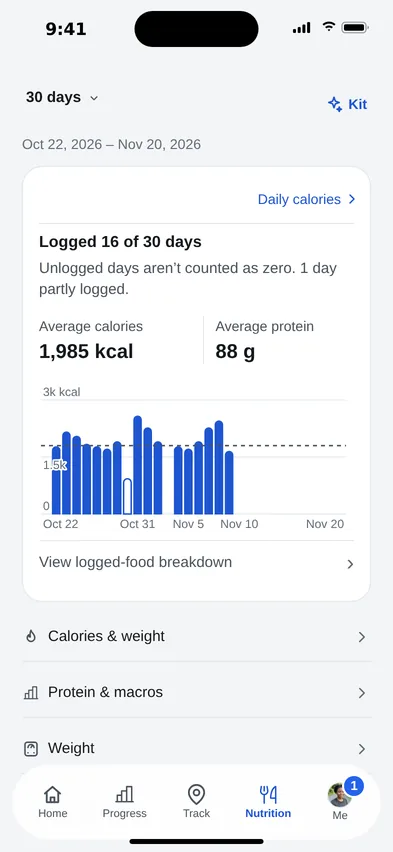 9:41
30 days
Kit
Oct 22, 2026 – Nov 20, 2026
Daily calories
Logged 16 of 30 days
Unlogged days aren’t counted as zero. 1 day
partly logged.
Average calories
Average protein
1,985 kcal
88 g
3k kcal
1.5k
0
Oct 22
Oct 31
Nov 5
Nov 10
Nov 20
View logged-food breakdown
Calories & weight
Protein & macros
Weight
1
Home
Progress
Track
Nutrition
Me